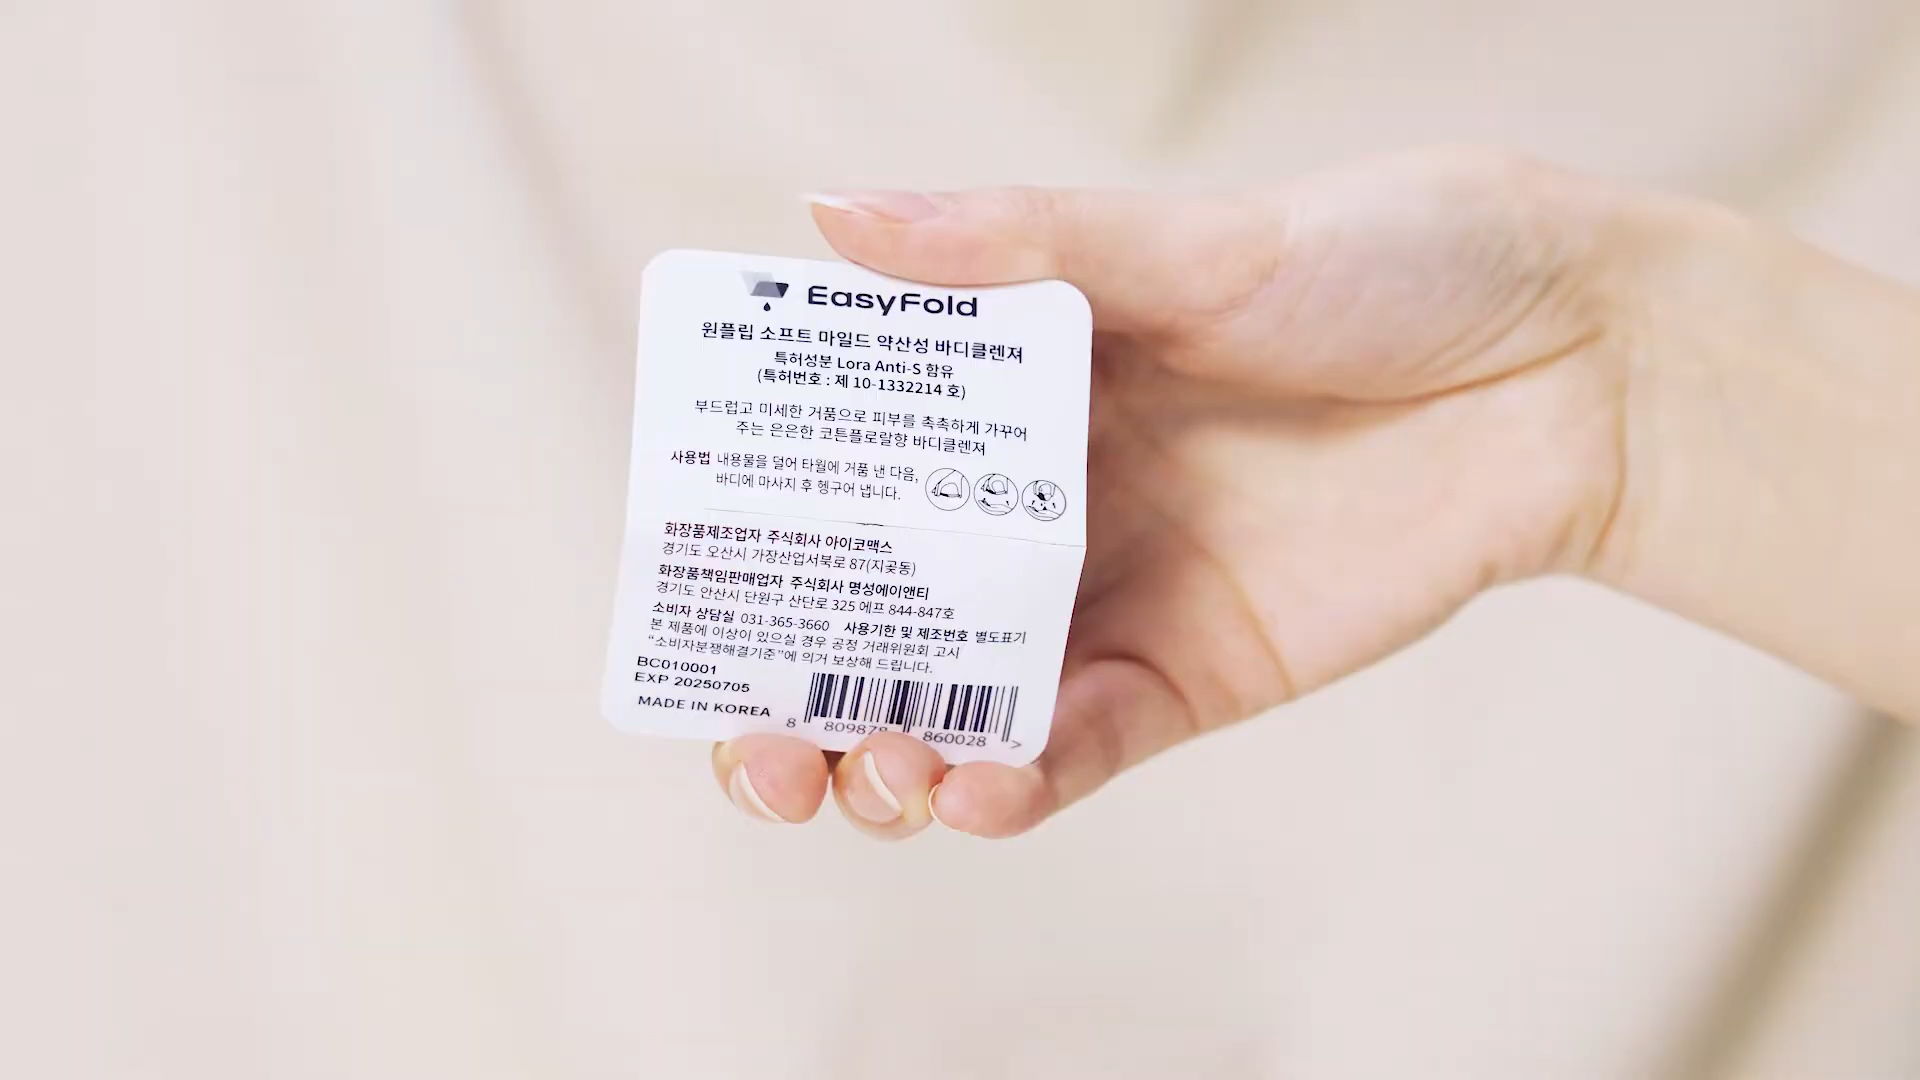 EasyFold
원플립 소프트 마일드 약산성 바디클렌져
특허성분 Lora Anti-S 함유
(특허번호 : 제 10-1332214 호)
부드럽고 미세한 거품으로 피부를 촉촉하게 가꾸어
주는 은은한 코튼플로랄향 바디클렌져
사용법 내용물을 덜어 타월에 거품 낸 다음,
바디에 마사지 후 헹구어 냅니다.
화장품제조업자 주식회사 아이코맥스
경기도 오산시 가장산업서북로 87(지곶동)
화장품책임판매업자 주식회사 명성에이앤티
경기도 안산시 단원구 산단로 325 에프 844-847호
소비자 상담실 031-365-3660 사용기한 및 제조번호 별도표기
본 제품에 이상이 있으실 경우 공정 거래위원회 고시
“소비자분쟁해결기준”에 의거 보상해 드립니다.
BC010001
EXP 20250705
MADE IN KOREA
8 809878 860028 >